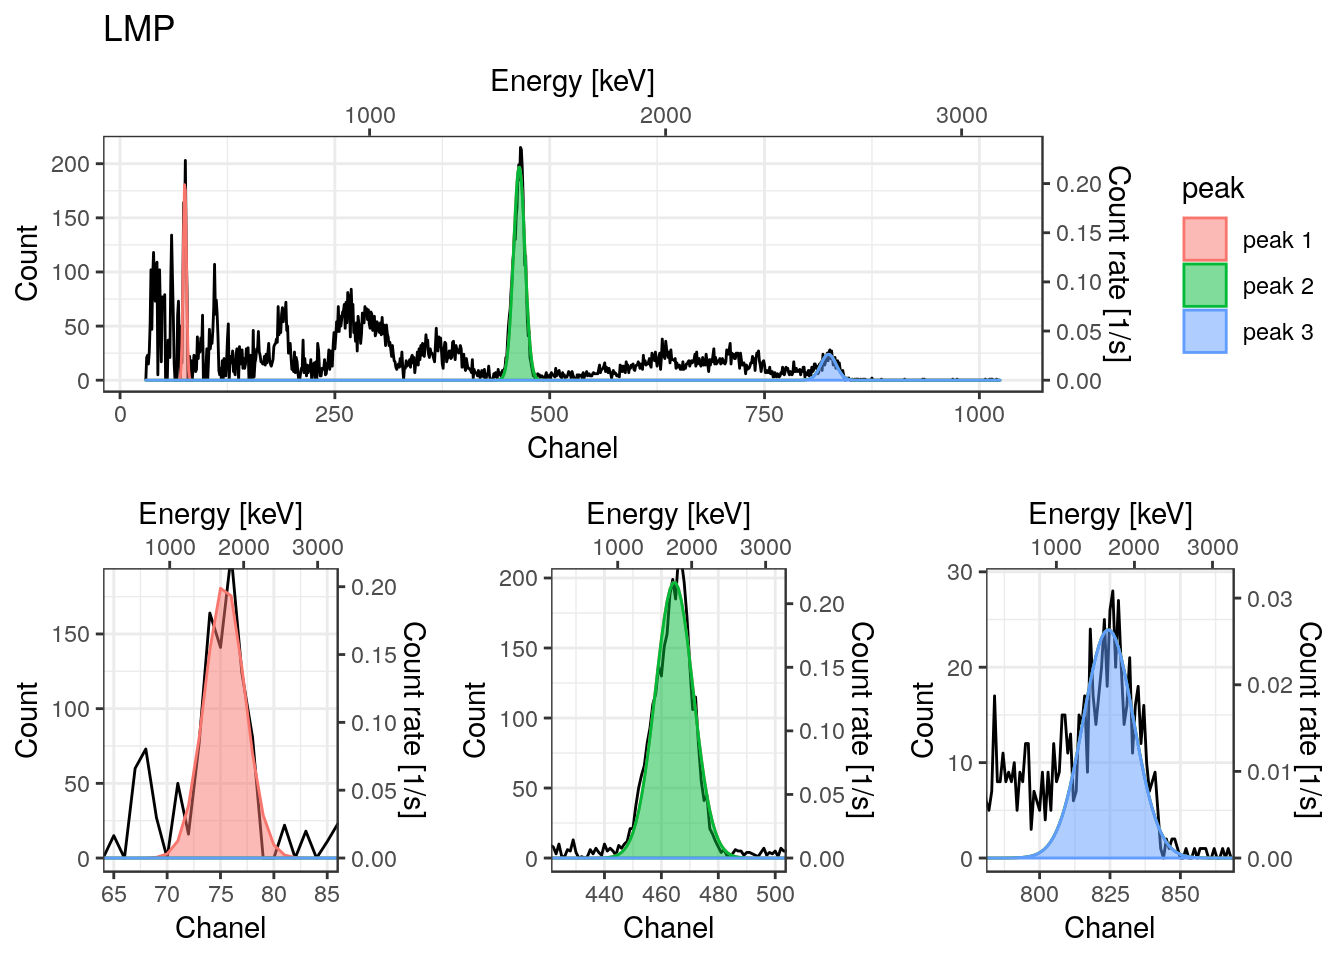 LMP
Energy [keV]
1000 2000 3000
200
150
100
50
0
Count
0.20
0.15
0.10
0.05
0.00
Count rate [1/s]
0 250 500 750 1000
Chanel
peak
peak 1
peak 2
peak 3
Energy [keV]
1000 2000 3000
150
100
50
0
Count
0.20
0.15
0.10
0.05
0.00
Count rate [1/s]
65 70 75 80 85
Chanel
Energy [keV]
1000 2000 3000
200
150
100
50
0
Count
0.20
0.15
0.10
0.05
0.00
Count rate [1/s]
440 460 480 500
Chanel
Energy [keV]
1000 2000 3000
30
20
10
0
Count
0.03
0.02
0.01
0.00
Count rate [1/s]
800 825 850
Chanel